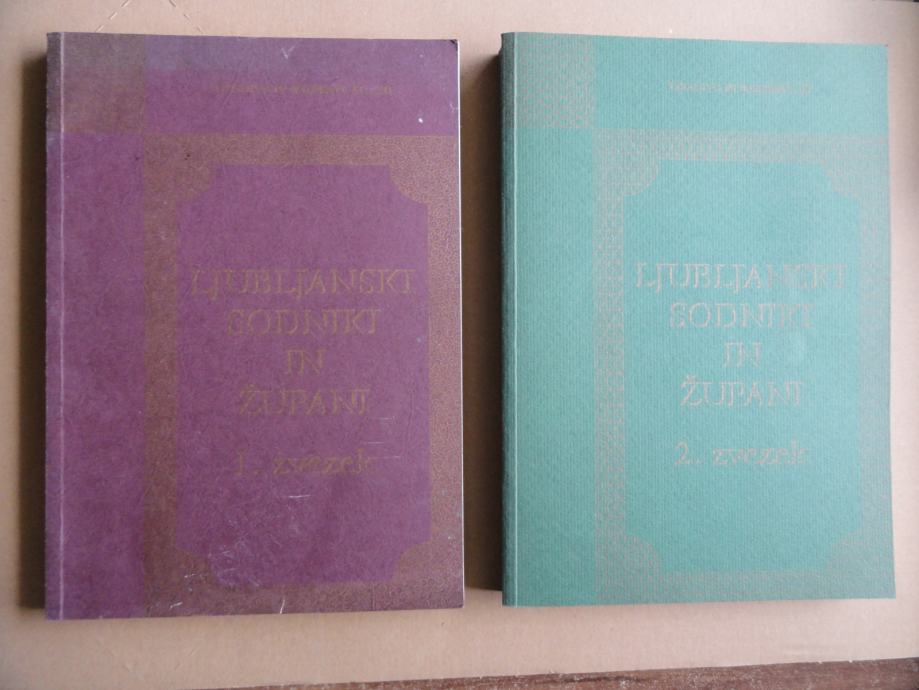 LJUBLJANSKI
SODNIKI
IN
ŽUPANI
1. zvezek
LJUBLJANSKI
SODNIKI
IN
ŽUPANI
2. zvezek